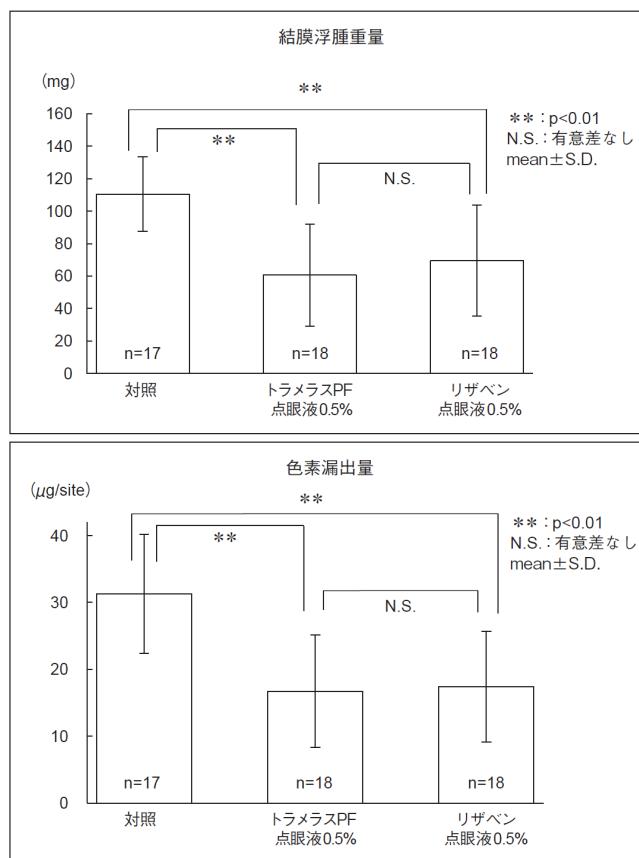 結膜浮腫重量
(mg)
160
140
120
100
80
60
40
20
0
**
**
N.S.
**：p<0.01
N.S.：有意差なし
mean±S.D.
n=17
n=18
n=18
対照
トラメラスPF
点眼液0.5%
リザベン
点眼液0.5%
色素漏出量
(μg/site)
40
30
20
10
0
**
**
N.S.
**：p<0.01
N.S.：有意差なし
mean±S.D.
n=17
n=18
n=18
対照
トラメラスPF
点眼液0.5%
リザベン
点眼液0.5%